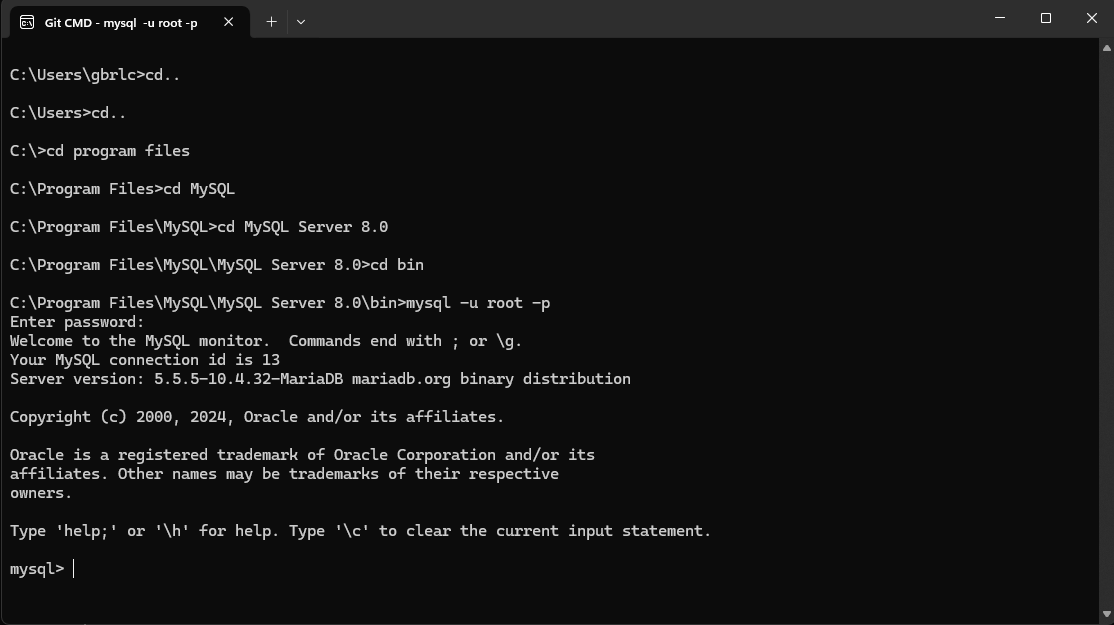 Git CMD - mysql  -u root -p
C:\Users\gbrlc>cd..
C:\Users>cd..
C:\>cd program files
C:\Program Files>cd MySQL
C:\Program Files\MySQL>cd MySQL Server 8.0
C:\Program Files\MySQL\MySQL Server 8.0>cd bin
C:\Program Files\MySQL\MySQL Server 8.0\bin>mysql -u root -p
Enter password:
Welcome to the MySQL monitor.  Commands end with ; or \g.
Your MySQL connection id is 13
Server version: 5.5.5-10.4.32-MariaDB mariadb.org binary distribution
Copyright (c) 2000, 2024, Oracle and/or its affiliates.
Oracle is a registered trademark of Oracle Corporation and/or its
affiliates. Other names may be trademarks of their respective
owners.
Type 'help;' or '\h' for help. Type '\c' to clear the current input statement.
mysql>